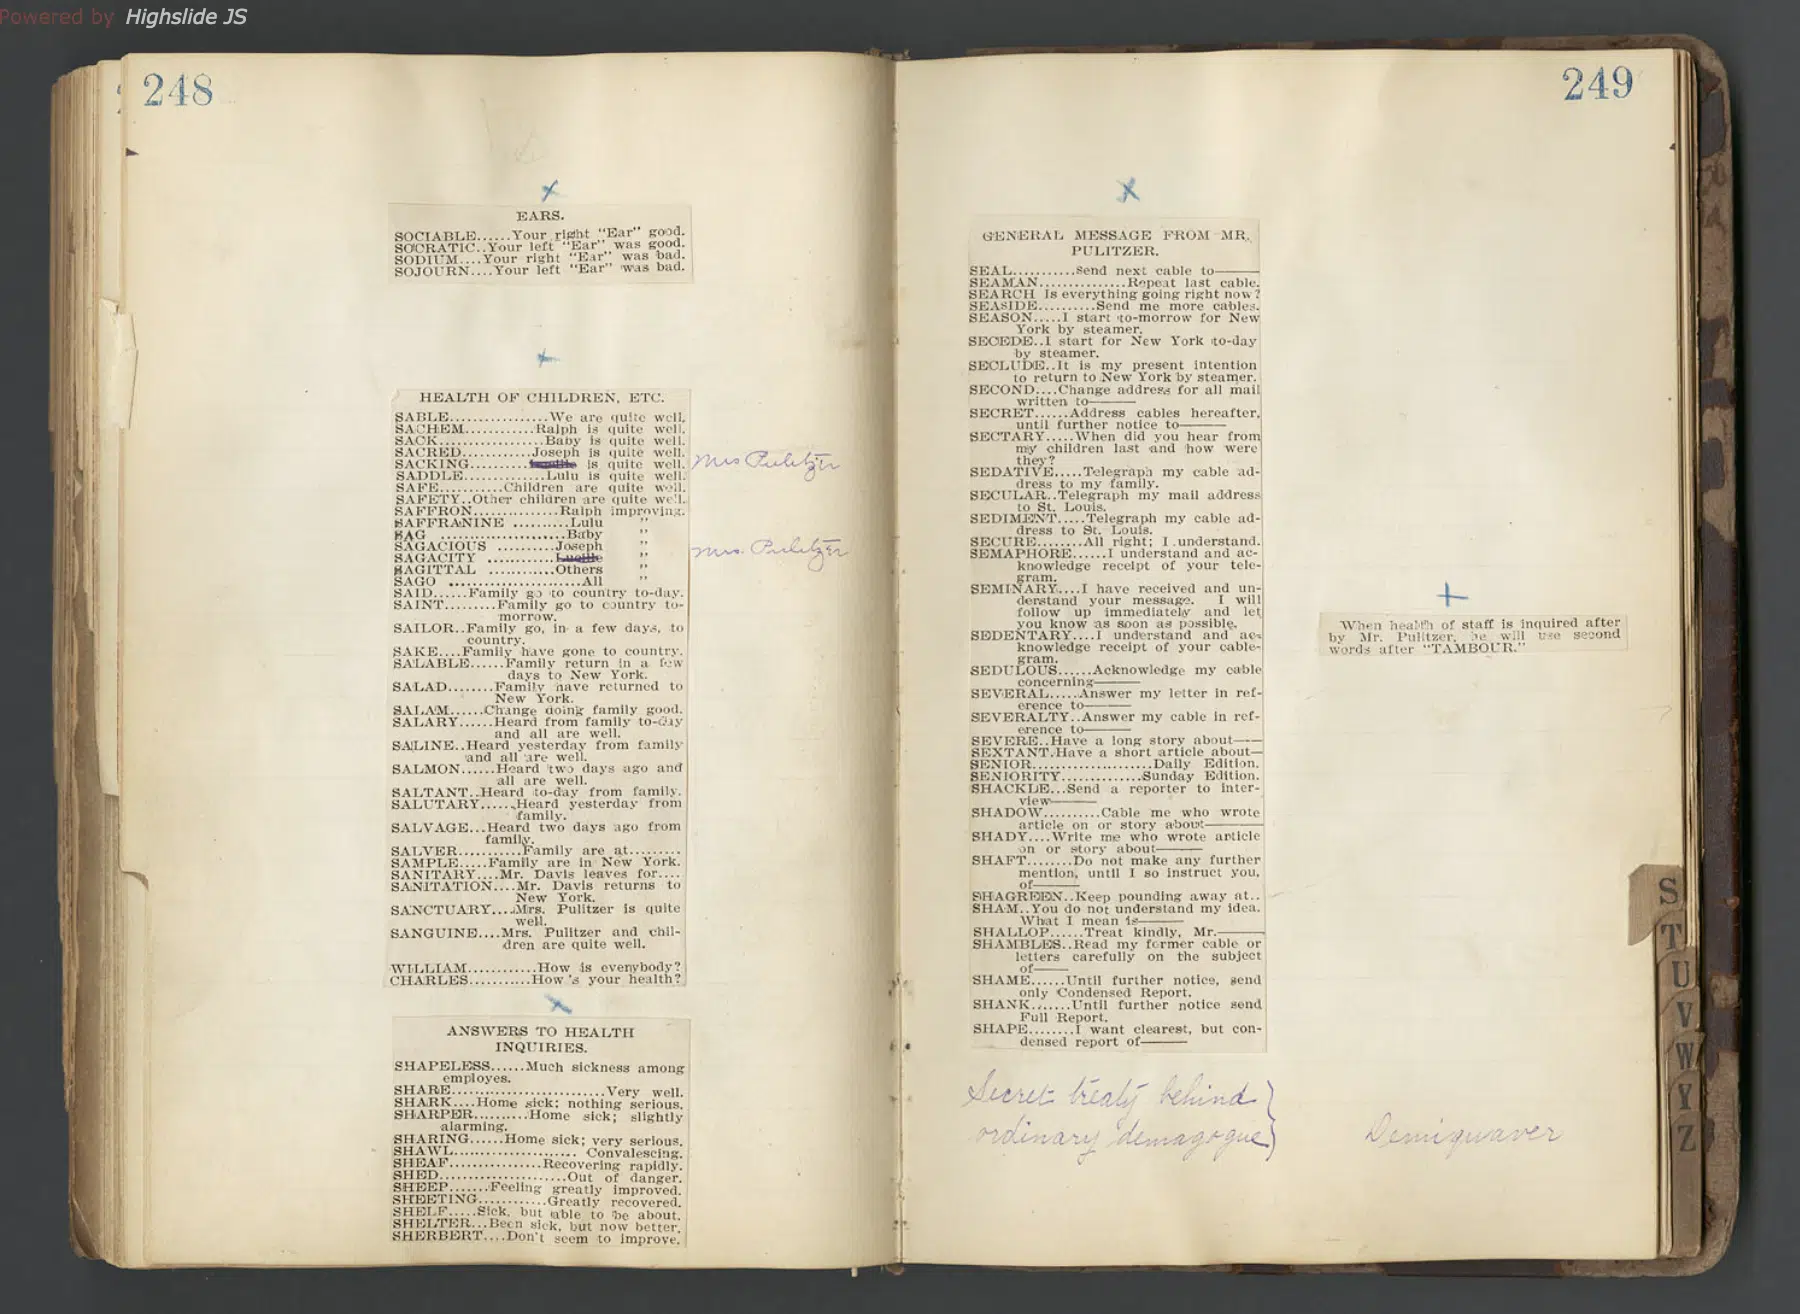 Powered by Highslide JS
248
EARS.
SOCIABLE......Your right "Ear" good.
SOCRATIC..Your left "Ear" was good.
SODIUM....Your right "Ear" was bad.
SOJOURN....Your left "Ear" was bad.
HEALTH OF CHILDREN, ETC.
SABLE.................We are quite well.
SACHEM............Ralph is quite well.
SACK..................Baby is quite well.
SACRED............Joseph is quite well.
SACKING.......... is quite well. Mrs Pulitzer
SADDLE..............Lulu is quite well.
SAFE..........Children are quite well.
SAFETY..Other children are quite well.
SAFFRON...............Ralph improving.
SAFFRANINE ..........Lulu "
SAG .....................Baby "
SAGACIOUS ..........Joseph " Mrs. Pulitzer
SAGACITY ...........Lucille "
SAGITTAL ............Others "
SAGO .......................All "
SAID......Family go to country to-day.
SAINT.........Family go to country to-
morrow.
SAILOR..Family go, in a few days, to
country.
SAKE....Family have gone to country.
SALABLE......Family return in a few
days to New York.
SALAD........Family have returned to
New York.
SALAM......Change doing family good.
SALARY......Heard from family to-day
and all are well.
SALINE..Heard yesterday from family
and all are well.
SALMON......Heard two days ago and
all are well.
SALTANT..Heard to-day from family.
SALUTARY......Heard yesterday from
family.
SALVAGE...Heard two days ago from
family.
SALVER...........Family are at.........
SAMPLE.....Family are in New York.
SANITARY....Mr. Davis leaves for....
SANITATION....Mr. Davis returns to
New York.
SANCTUARY....Mrs. Pulitzer is quite
well.
SANGUINE....Mrs. Pulitzer and chil-
dren are quite well.
WILLIAM............How is everybody?
CHARLES...........How's your health?
ANSWERS TO HEALTH
INQUIRIES.
SHAPELESS......Much sickness among
employes.
SHARE...........................Very well.
SHARK....Home sick; nothing serious.
SHARPER..........Home sick; slightly
alarming.
SHARING......Home sick; very serious.
SHAWL..................... Convalescing.
SHEAF................Recovering rapidly.
SHED......................Out of danger.
SHEEP.......Feeling greatly improved.
SHEETING............Greatly recovered.
SHELF.....Sick, but able to be about.
SHELTER...Been sick, but now better.
SHERBERT....Don't seem to improve.
249
GENERAL MESSAGE FROM MR.
PULITZER.
SEAL...........Send next cable to———
SEAMAN...............Repeat last cable.
SEARCH Is everything going right now?
SEASIDE..........Send me more cables.
SEASON.....I start to-morrow for New
York by steamer.
SECEDE..I start for New York to-day
by steamer.
SECLUDE..It is my present intention
to return to New York by steamer.
SECOND....Change address for all mail
written to———
SECRET......Address cables hereafter,
until further notice to———
SECTARY.....When did you hear from
my children last and how were
they?
SEDATIVE.....Telegraph my cable ad-
dress to my family.
SECULAR..Telegraph my mail address
to St. Louis.
SEDIMENT.....Telegraph my cable ad-
dress to St. Louis.
SECURE........All right; I understand.
SEMAPHORE......I understand and ac-
knowledge receipt of your tele-
gram.
SEMINARY....I have received and un-
derstand your message. I will
follow up immediately and let
you know as soon as possible.
SEDENTARY....I understand and ac-
knowledge receipt of your cable-
gram.
SEDULOUS......Acknowledge my cable
concerning———
SEVERAL.....Answer my letter in ref-
erence to———
SEVERALTY..Answer my cable in ref-
erence to———
SEVERE..Have a long story about——
SEXTANT.Have a short article about—
SENIOR.....................Daily Edition.
SENIORITY..............Sunday Edition.
SHACKLE...Send a reporter to inter-
view———
SHADOW..........Cable me who wrote
article on or story about———
SHADY....Write me who wrote article
on or story about———
SHAFT........Do not make any further
mention, until I so instruct you,
of———
SHAGREEN..Keep pounding away at..
SHAM..You do not understand my idea.
What I mean is———
SHALLOP......Treat kindly, Mr.———
SHAMBLES..Read my former cable or
letters carefully on the subject
of———
SHAME......Until further notice, send
only Condensed Report.
SHANK.......Until further notice send
Full Report.
SHAPE........I want clearest, but con-
densed report of———
When health of staff is inquired after
by Mr. Pulitzer, he will use second
words after "TAMBOUR."
Secret treaty behind
ordinary demagogue } Demiquaver
S
T
U
V
W
Y
Z